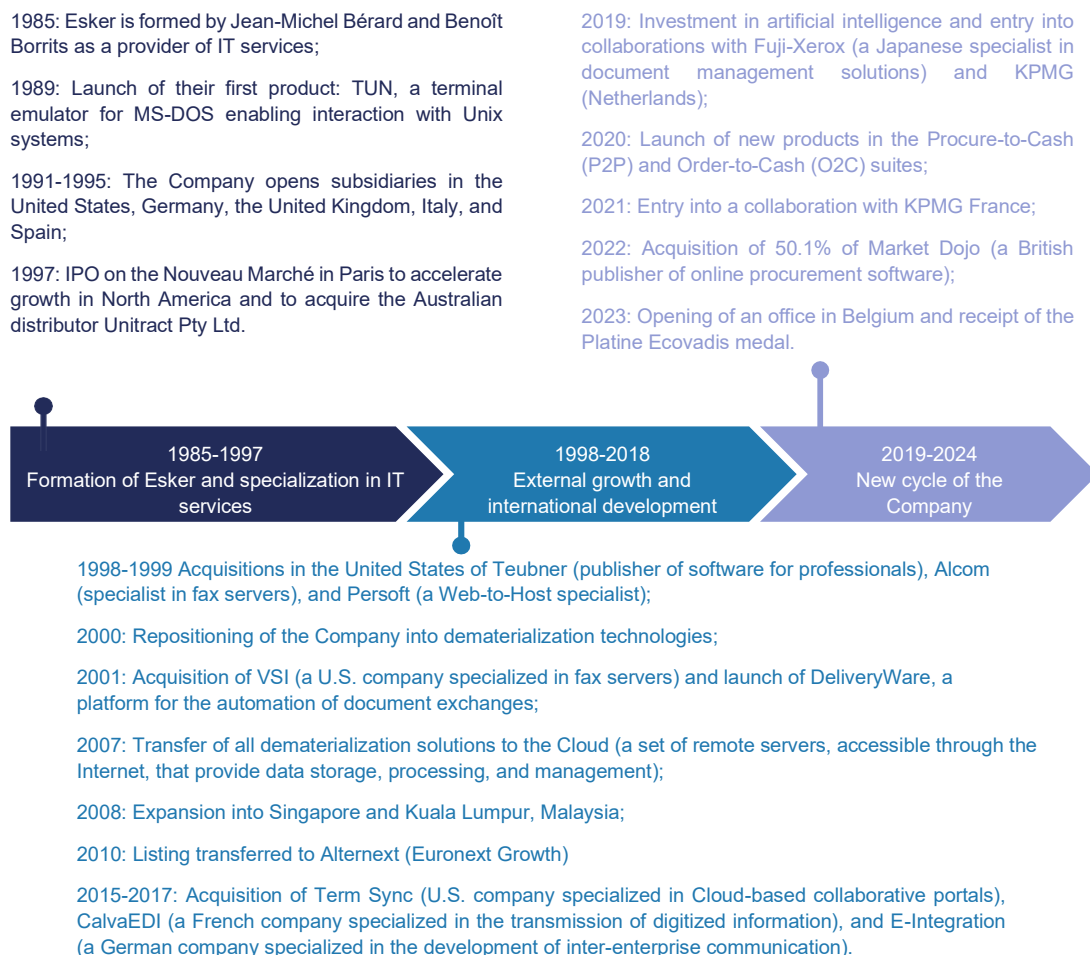 1985: Esker is formed by Jean-Michel Bérard and Benoît
Borrits as a provider of IT services;
1989: Launch of their first product: TUN, a terminal
emulator for MS-DOS enabling interaction with Unix
systems;
1991-1995: The Company opens subsidiaries in the
United States, Germany, the United Kingdom, Italy, and
Spain;
1997: IPO on the Nouveau Marché in Paris to accelerate
growth in North America and to acquire the Australian
distributor Unitract Pty Ltd.
2019: Investment in artificial intelligence and entry into
collaborations with Fuji-Xerox (a Japanese specialist in
document management solutions) and KPMG
(Netherlands);
2020: Launch of new products in the Procure-to-Cash
(P2P) and Order-to-Cash (O2C) suites;
2021: Entry into a collaboration with KPMG France;
2022: Acquisition of 50.1% of Market Dojo (a British
publisher of online procurement software);
2023: Opening of an office in Belgium and receipt of the
Platine Ecovadis medal.
1985-1997
Formation of Esker and specialization in IT
services
1998-2018
External growth and
international development
2019-2024
New cycle of the
Company
1998-1999 Acquisitions in the United States of Teubner (publisher of software for professionals), Alcom
(specialist in fax servers), and Persoft (a Web-to-Host specialist);
2000: Repositioning of the Company into dematerialization technologies;
2001: Acquisition of VSI (a U.S. company specialized in fax servers) and launch of DeliveryWare, a
platform for the automation of document exchanges;
2007: Transfer of all dematerialization solutions to the Cloud (a set of remote servers, accessible through the
Internet, that provide data storage, processing, and management);
2008: Expansion into Singapore and Kuala Lumpur, Malaysia;
2010: Listing transferred to Alternext (Euronext Growth)
2015-2017: Acquisition of Term Sync (U.S. company specialized in Cloud-based collaborative portals),
CalvaEDI (a French company specialized in the transmission of digitized information), and E-Integration
(a German company specialized in the development of inter-enterprise communication).